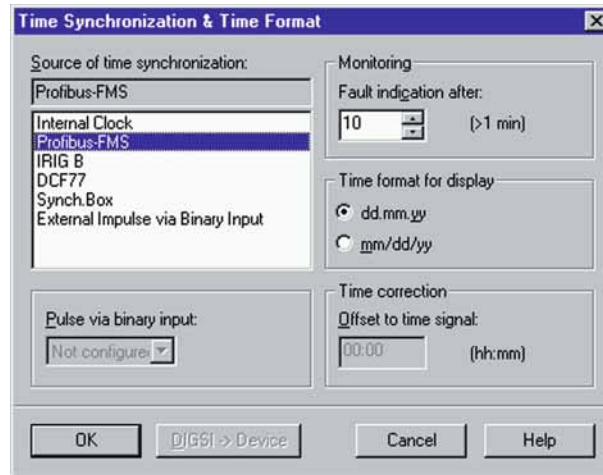 Time Synchronization & Time Format
Source of time synchronization:
Profibus-FMS
Internal Clock
Profibus-FMS
IRIG B
DCF77
Synch.Box
External Impulse via Binary Input
Pulse via binary input:
Not configure
Monitoring
Fault indication after:
10 (>1 min)
Time format for display
dd.mm.yy
mm/dd/yy
Time correction
Offset to time signal:
00:00 (hh:mm)
OK DIGSI -> Device Cancel Help